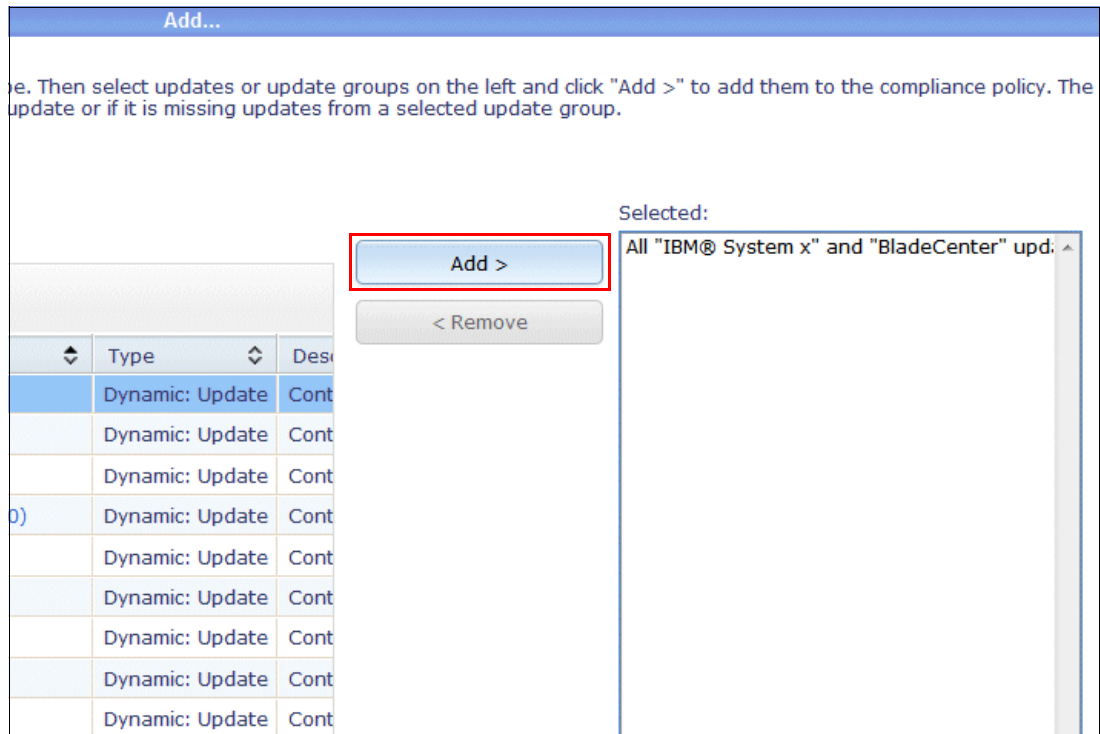 Add...
be. Then select updates or update groups on the left and click "Add >" to add them to the compliance policy. The
update or if it is missing updates from a selected update group.
Selected:
Add >
All "IBM® System x" and "BladeCenter" upda
< Remove
Type Desc
Dynamic: Update Cont
Dynamic: Update Cont
Dynamic: Update Cont
0) Dynamic: Update Cont
Dynamic: Update Cont
Dynamic: Update Cont
Dynamic: Update Cont
Dynamic: Update Cont
Dynamic: Update Cont